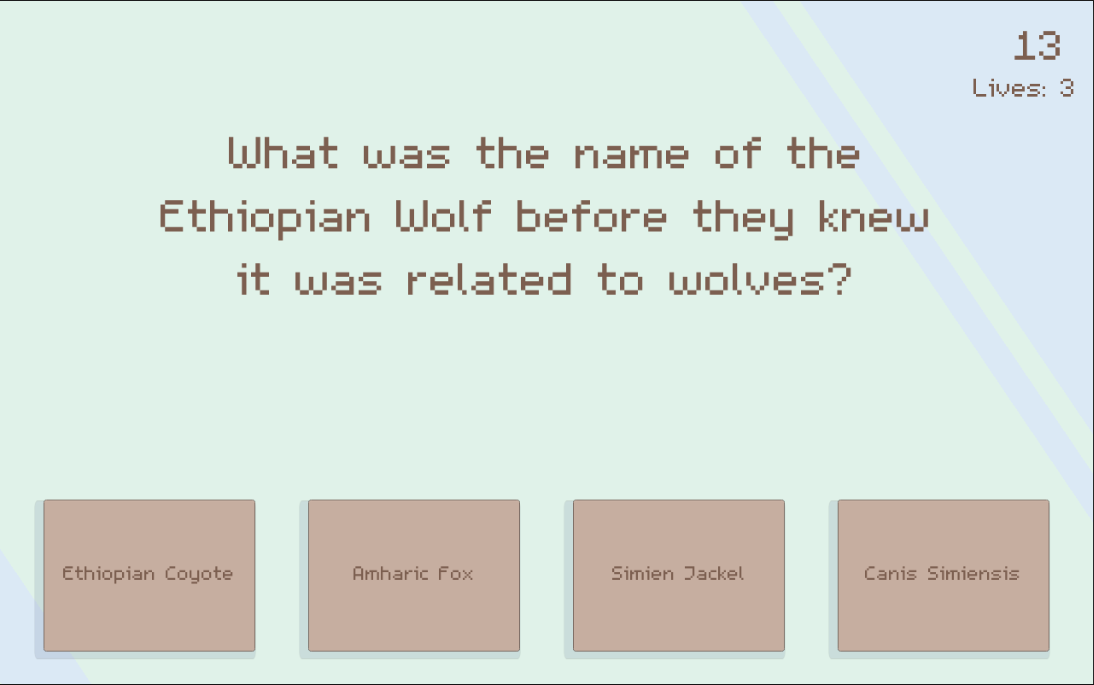 13
Lives: 3
What was the name of the
Ethiopian Wolf before they knew
it was related to wolves?
Ethiopian Coyote
Amharic Fox
Simien Jackel
Canis Simiensis